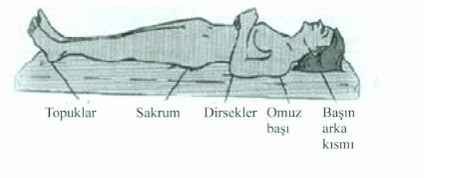 Topuklar
Sakrum
Dirsekler
Omuz
başı
Başın
arka
kısmı